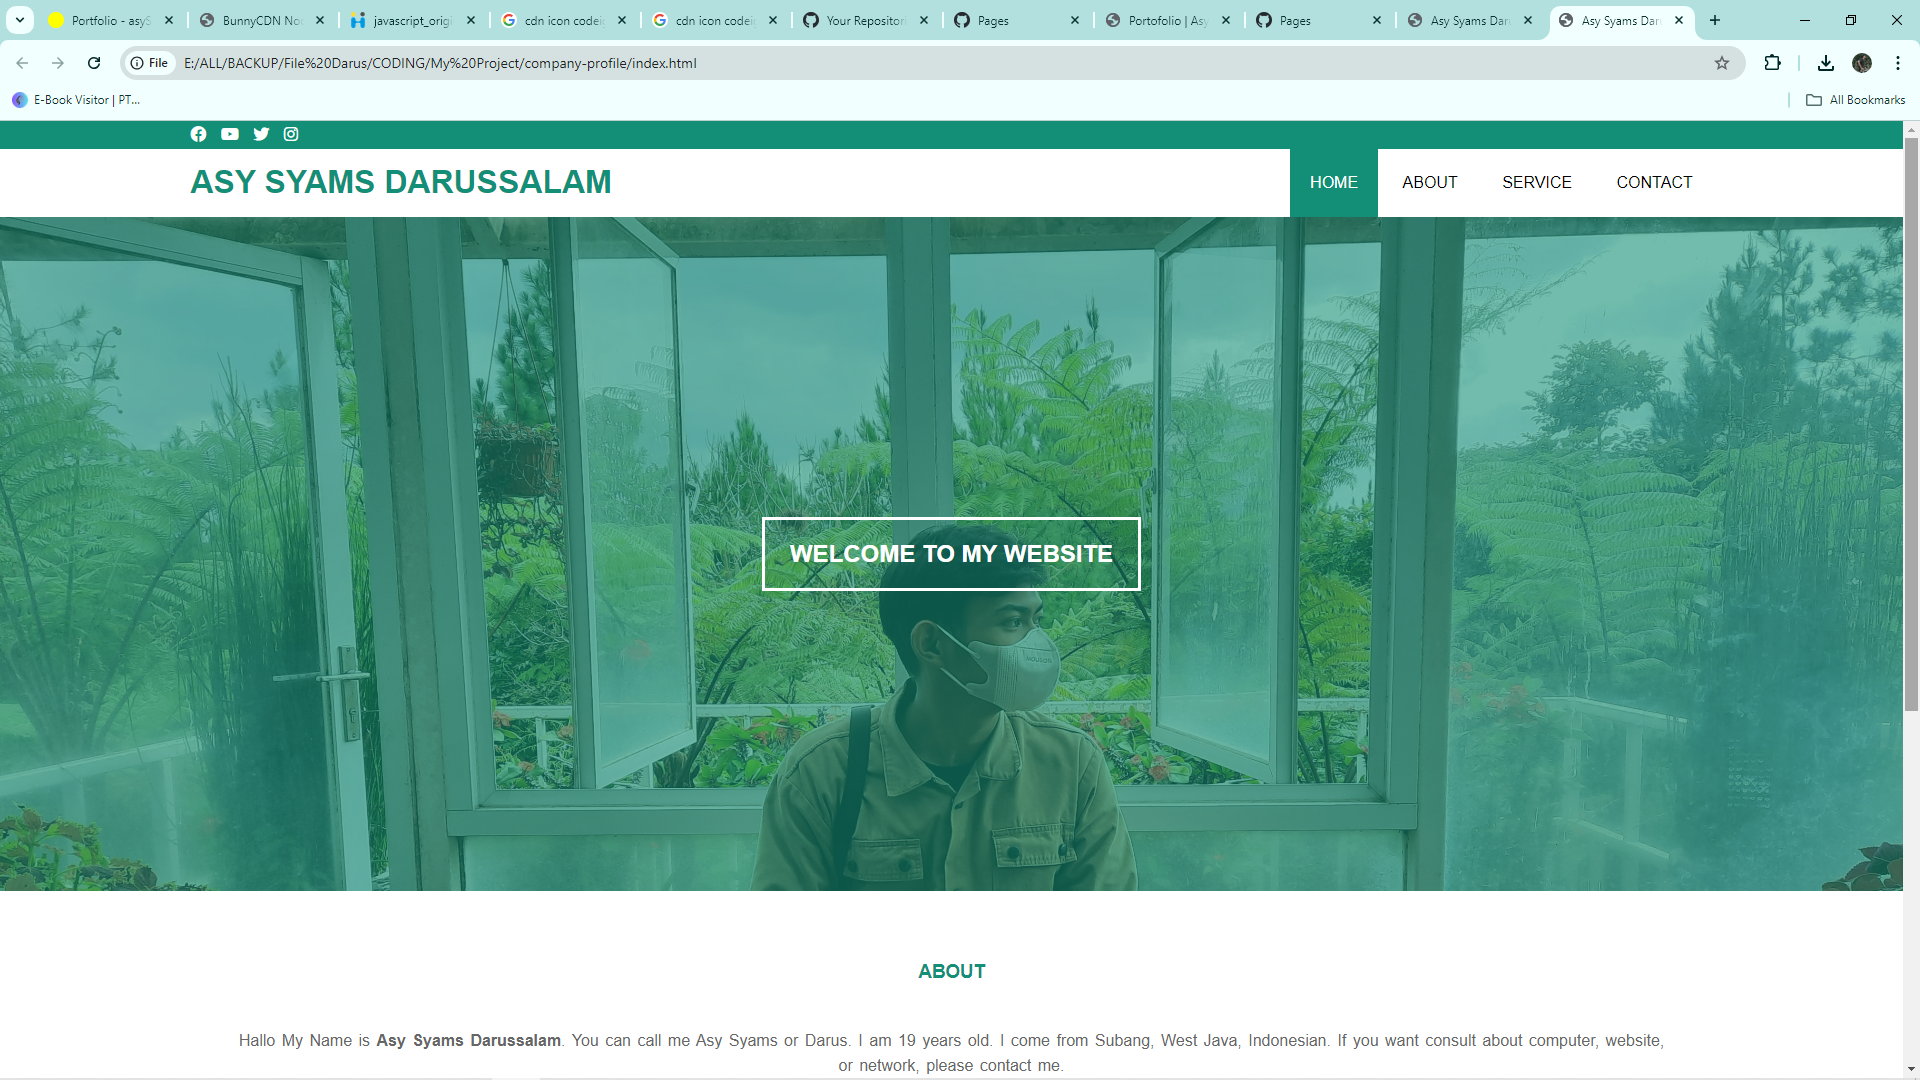 Portfolio - asyS
BunnyCDN No
javascript_origi
cdn icon codei
cdn icon codei
Your Repositori
Pages
Portofolio | Asy
Pages
Asy Syams Dar
Asy Syams Dar
File
E:/ALL/BACKUP/File%20Darus/CODING/My%20Project/company-profile/index.html
E-Book Visitor | PT...
All Bookmarks
ASY SYAMS DARUSSALAM
HOME
ABOUT
SERVICE
CONTACT
WELCOME TO MY WEBSITE
ABOUT
Hallo My Name is Asy Syams Darussalam. You can call me Asy Syams or Darus. I am 19 years old. I come from Subang, West Java, Indonesian. If you want consult about computer, website,
or network, please contact me.